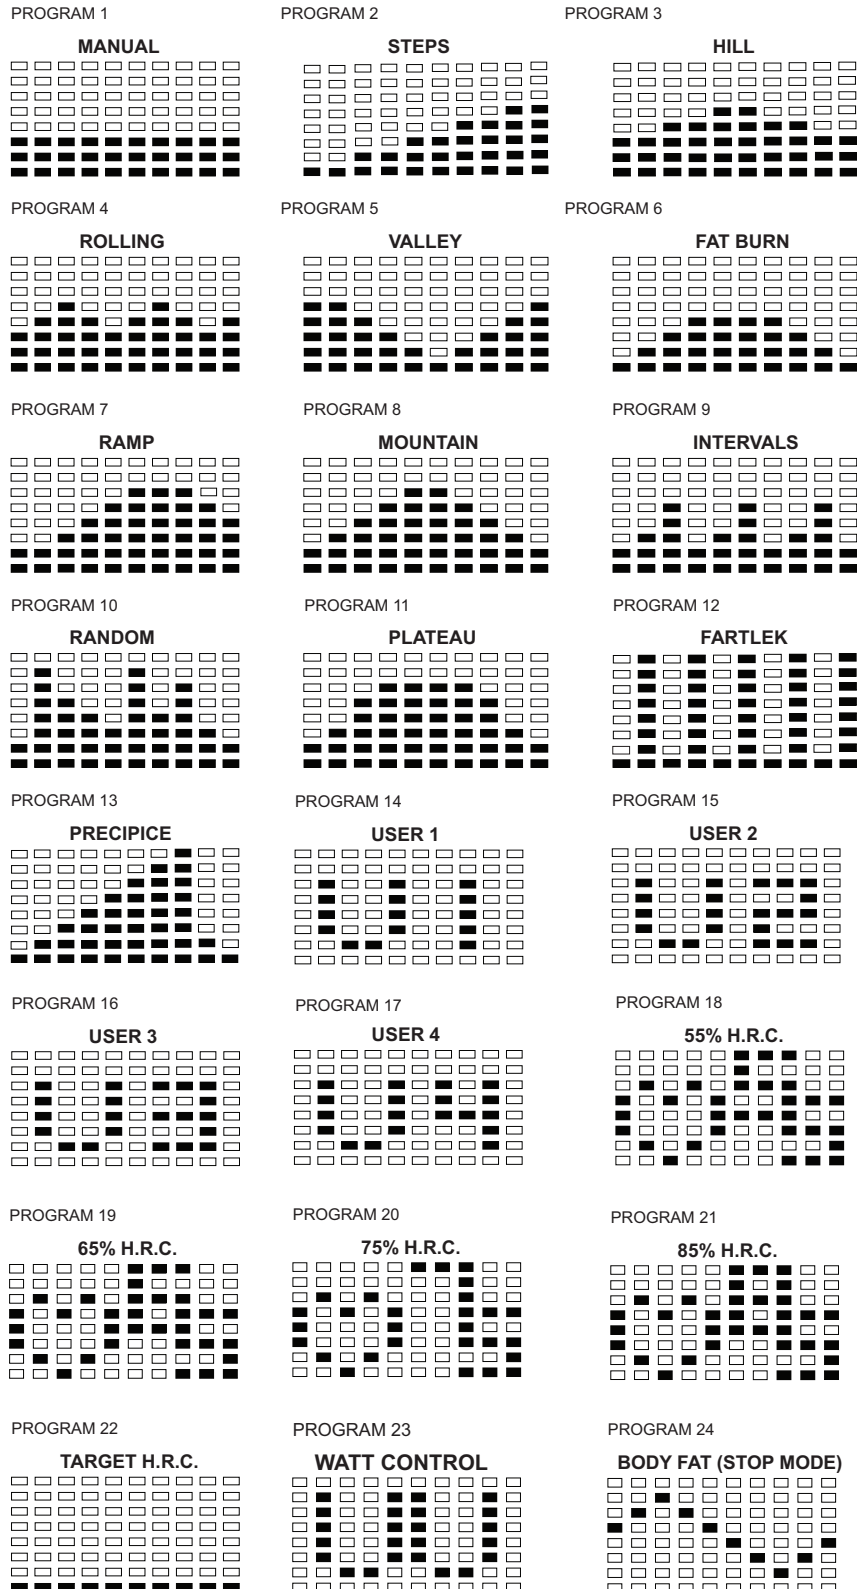 PROGRAM 1
PROGRAM 2
PROGRAM 3
MANUAL
STEPS
HILL
PROGRAM 4
PROGRAM 5
PROGRAM 6
ROLLING
VALLEY
FAT BURN
PROGRAM 7
PROGRAM 8
PROGRAM 9
RAMP
MOUNTAIN
INTERVALS
PROGRAM 10
PROGRAM 11
PROGRAM 12
RANDOM
PLATEAU
FARTLEK
PROGRAM 13
PROGRAM 14
PROGRAM 15
PRECIPICE
USER 1
USER 2
PROGRAM 16
PROGRAM 17
PROGRAM 18
USER 3
USER 4
55% H.R.C.
PROGRAM 19
PROGRAM 20
PROGRAM 21
65% H.R.C.
75% H.R.C.
85% H.R.C.
PROGRAM 22
PROGRAM 23
PROGRAM 24
TARGET H.R.C.
WATT CONTROL
BODY FAT (STOP MODE)